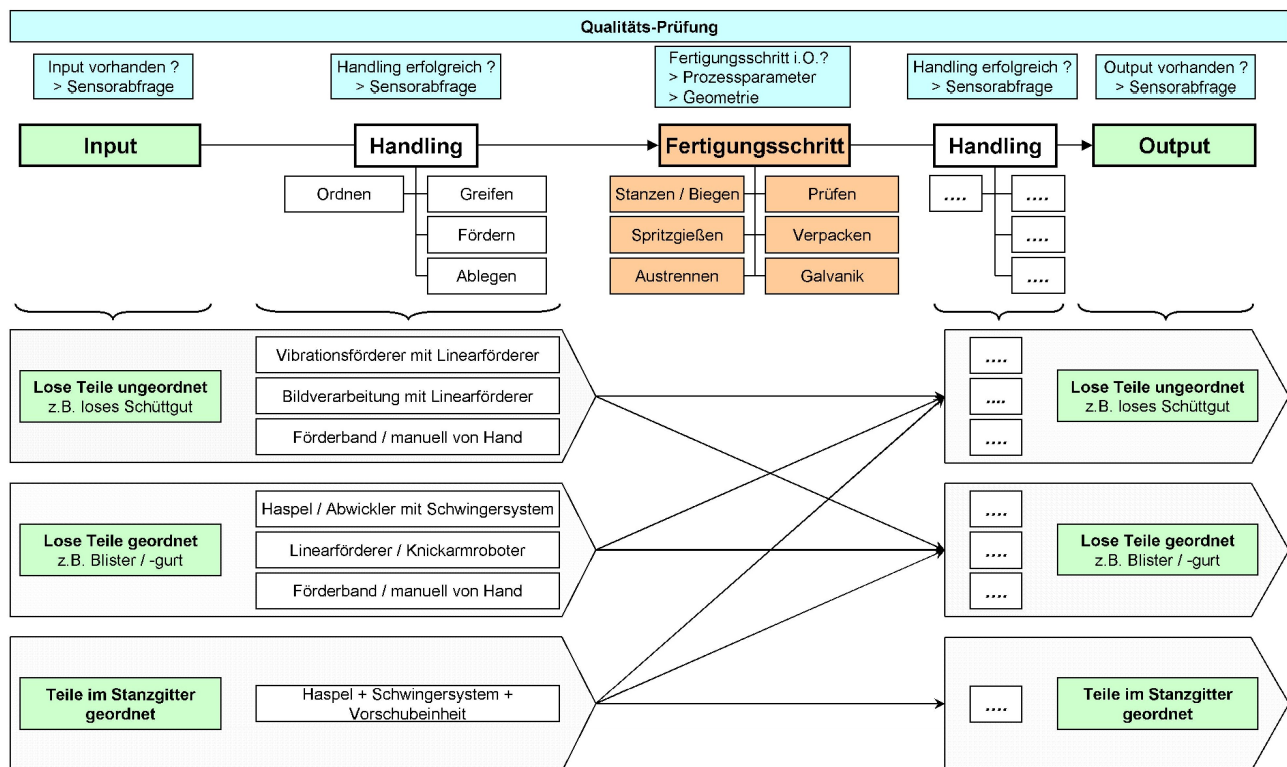 Qualitäts-Prüfung
Input vorhanden ?
> Sensorabfrage
Handling erfolgreich ?
> Sensorabfrage
Fertigungsschritt i.O.?
> Prozessparameter
> Geometrie
Handling erfolgreich ?
> Sensorabfrage
Output vorhanden ?
> Sensorabfrage
Input
Handling
Fertigungsschritt
Handling
Output
Ordnen
Greifen
Fördern
Ablegen
Stanzen / Biegen
Prüfen
Spritzgießen
Verpacken
Austrennen
Galvanik
....
....
....
....
Lose Teile ungeordnet
z.B. loses Schüttgut
Vibrationsförderer mit Linearförderer
Bildverarbeitung mit Linearförderer
Förderband / manuell von Hand
....
....
....
Lose Teile ungeordnet
z.B. loses Schüttgut
Lose Teile geordnet
z.B. Blister / -gurt
Haspel / Abwickler mit Schwingersystem
Linearförderer / Knickarmroboter
Förderband / manuell von Hand
....
....
....
Lose Teile geordnet
z.B. Blister / -gurt
Teile im Stanzgitter
geordnet
Haspel + Schwingersystem +
Vorschubeinheit
....
Teile im Stanzgitter
geordnet